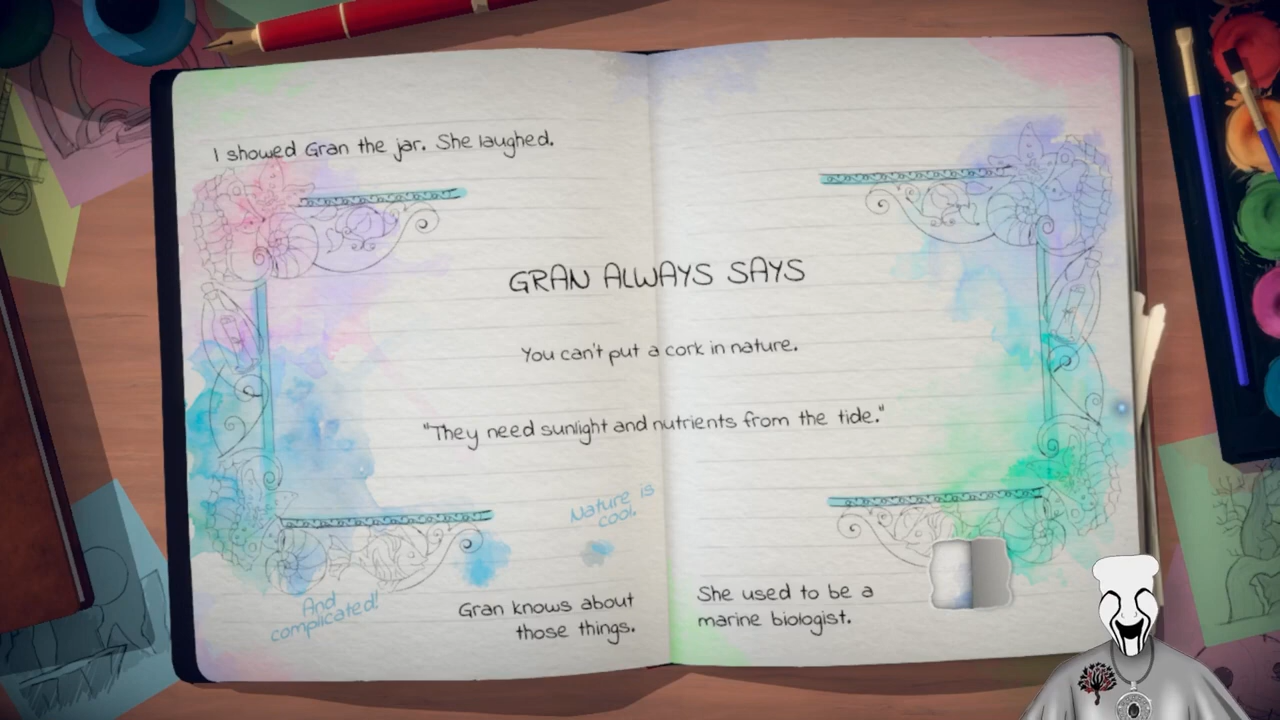 I showed Gran the jar. She laughed.
GRAN ALWAYS SAYS
You can't put a cork in nature.
"They need sunlight and nutrients from the tide."
Nature is
cool.
And
complicated!
Gran knows about
those things.
She used to be a
marine biologist.